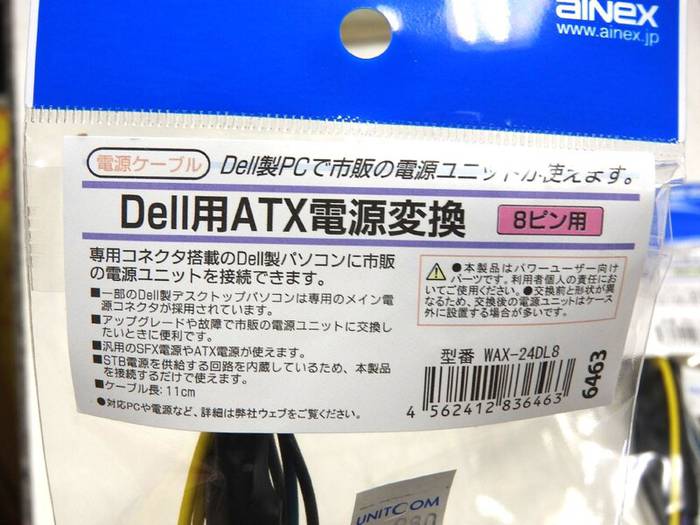 ainex
www.ainex.jp
電源ケーブル Dell製PCで市販の電源ユニットが使えます。
Dell用ATX電源変換 8ピン用
専用コネクタ搭載のDell製パソコンに市販
の電源ユニットを接続できます。
■一部のDell製デスクトップパソコンは専用のメイン電
源コネクタが採用されています。
■アップグレードや故障で市販の電源ユニットに交換し
たいときに便利です。
■汎用のSFX電源やATX電源が使えます。
■STB電源を供給する回路を内蔵しているため、本製品
を接続するだけで使えます。
■ケーブル長:11cm
●対応PCや電源など、詳細は弊社ウェブをご覧ください。
●本製品はパワーユーザー向け
パーツです。利用者個人の責任にお
いてご使用ください。●交換前と形状が異
なるため、交換後の電源ユニットはケース
外に設置する場合が多いです。
型番 WAX-24DL8
4 562412 836463
6463
UNITCOM